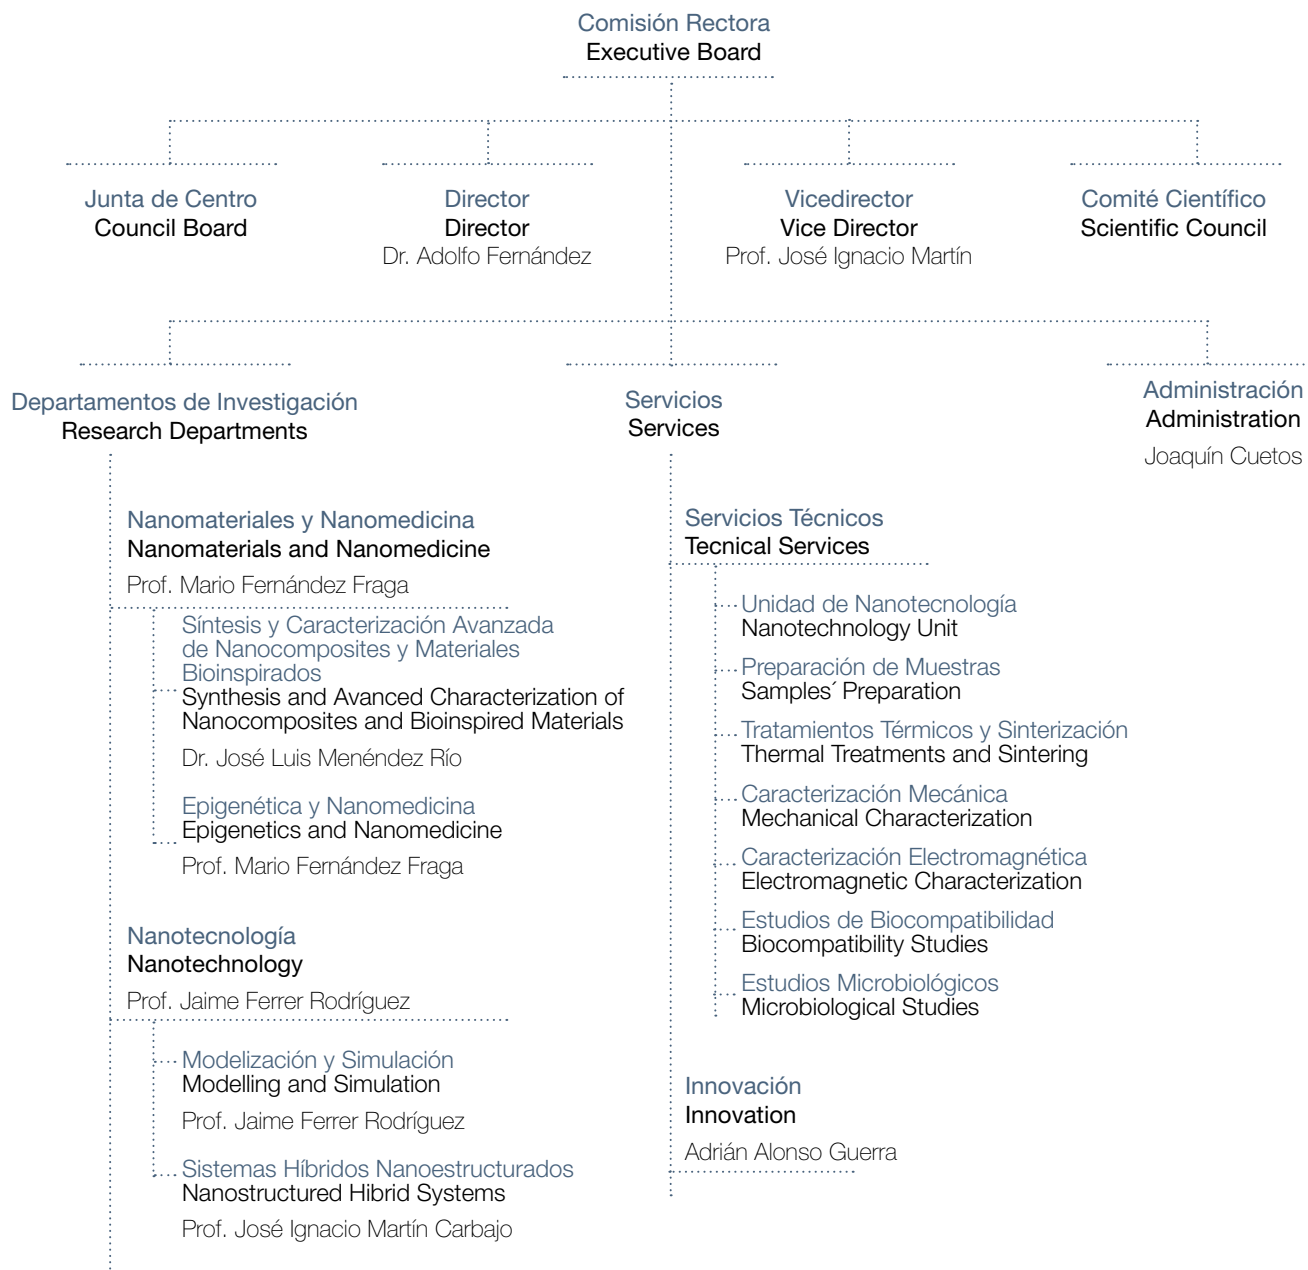 Comisión Rectora
Executive Board
Junta de Centro
Council Board
Director
Director
Dr. Adolfo Fernández
Vicedirector
Vice Director
Prof. José Ignacio Martín
Comité Científico
Scientific Council
Departamentos de Investigación
Research Departments
Nanomateriales y Nanomedicina
Nanomaterials and Nanomedicine
Prof. Mario Fernández Fraga
Síntesis y Caracterización Avanzada
de Nanocomposites y Materiales
Bioinspirados
Synthesis and Avanced Characterization of
Nanocomposites and Bioinspired Materials
Dr. José Luis Menéndez Río
Epigenética y Nanomedicina
Epigenetics and Nanomedicine
Prof. Mario Fernández Fraga
Nanotecnología
Nanotechnology
Prof. Jaime Ferrer Rodríguez
Modelización y Simulación
Modelling and Simulation
Prof. Jaime Ferrer Rodríguez
Sistemas Híbridos Nanoestructurados
Nanostructured Hibrid Systems
Prof. José Ignacio Martín Carbajo
Servicios
Services
Servicios Técnicos
Tecnical Services
Unidad de Nanotecnología
Nanotechnology Unit
Preparación de Muestras
Samples´ Preparation
Tratamientos Térmicos y Sinterización
Thermal Treatments and Sintering
Caracterización Mecánica
Mechanical Characterization
Caracterización Electromagnética
Electromagnetic Characterization
Estudios de Biocompatibilidad
Biocompatibility Studies
Estudios Microbiológicos
Microbiological Studies
Innovación
Innovation
Adrián Alonso Guerra
Administración
Administration
Joaquín Cuetos